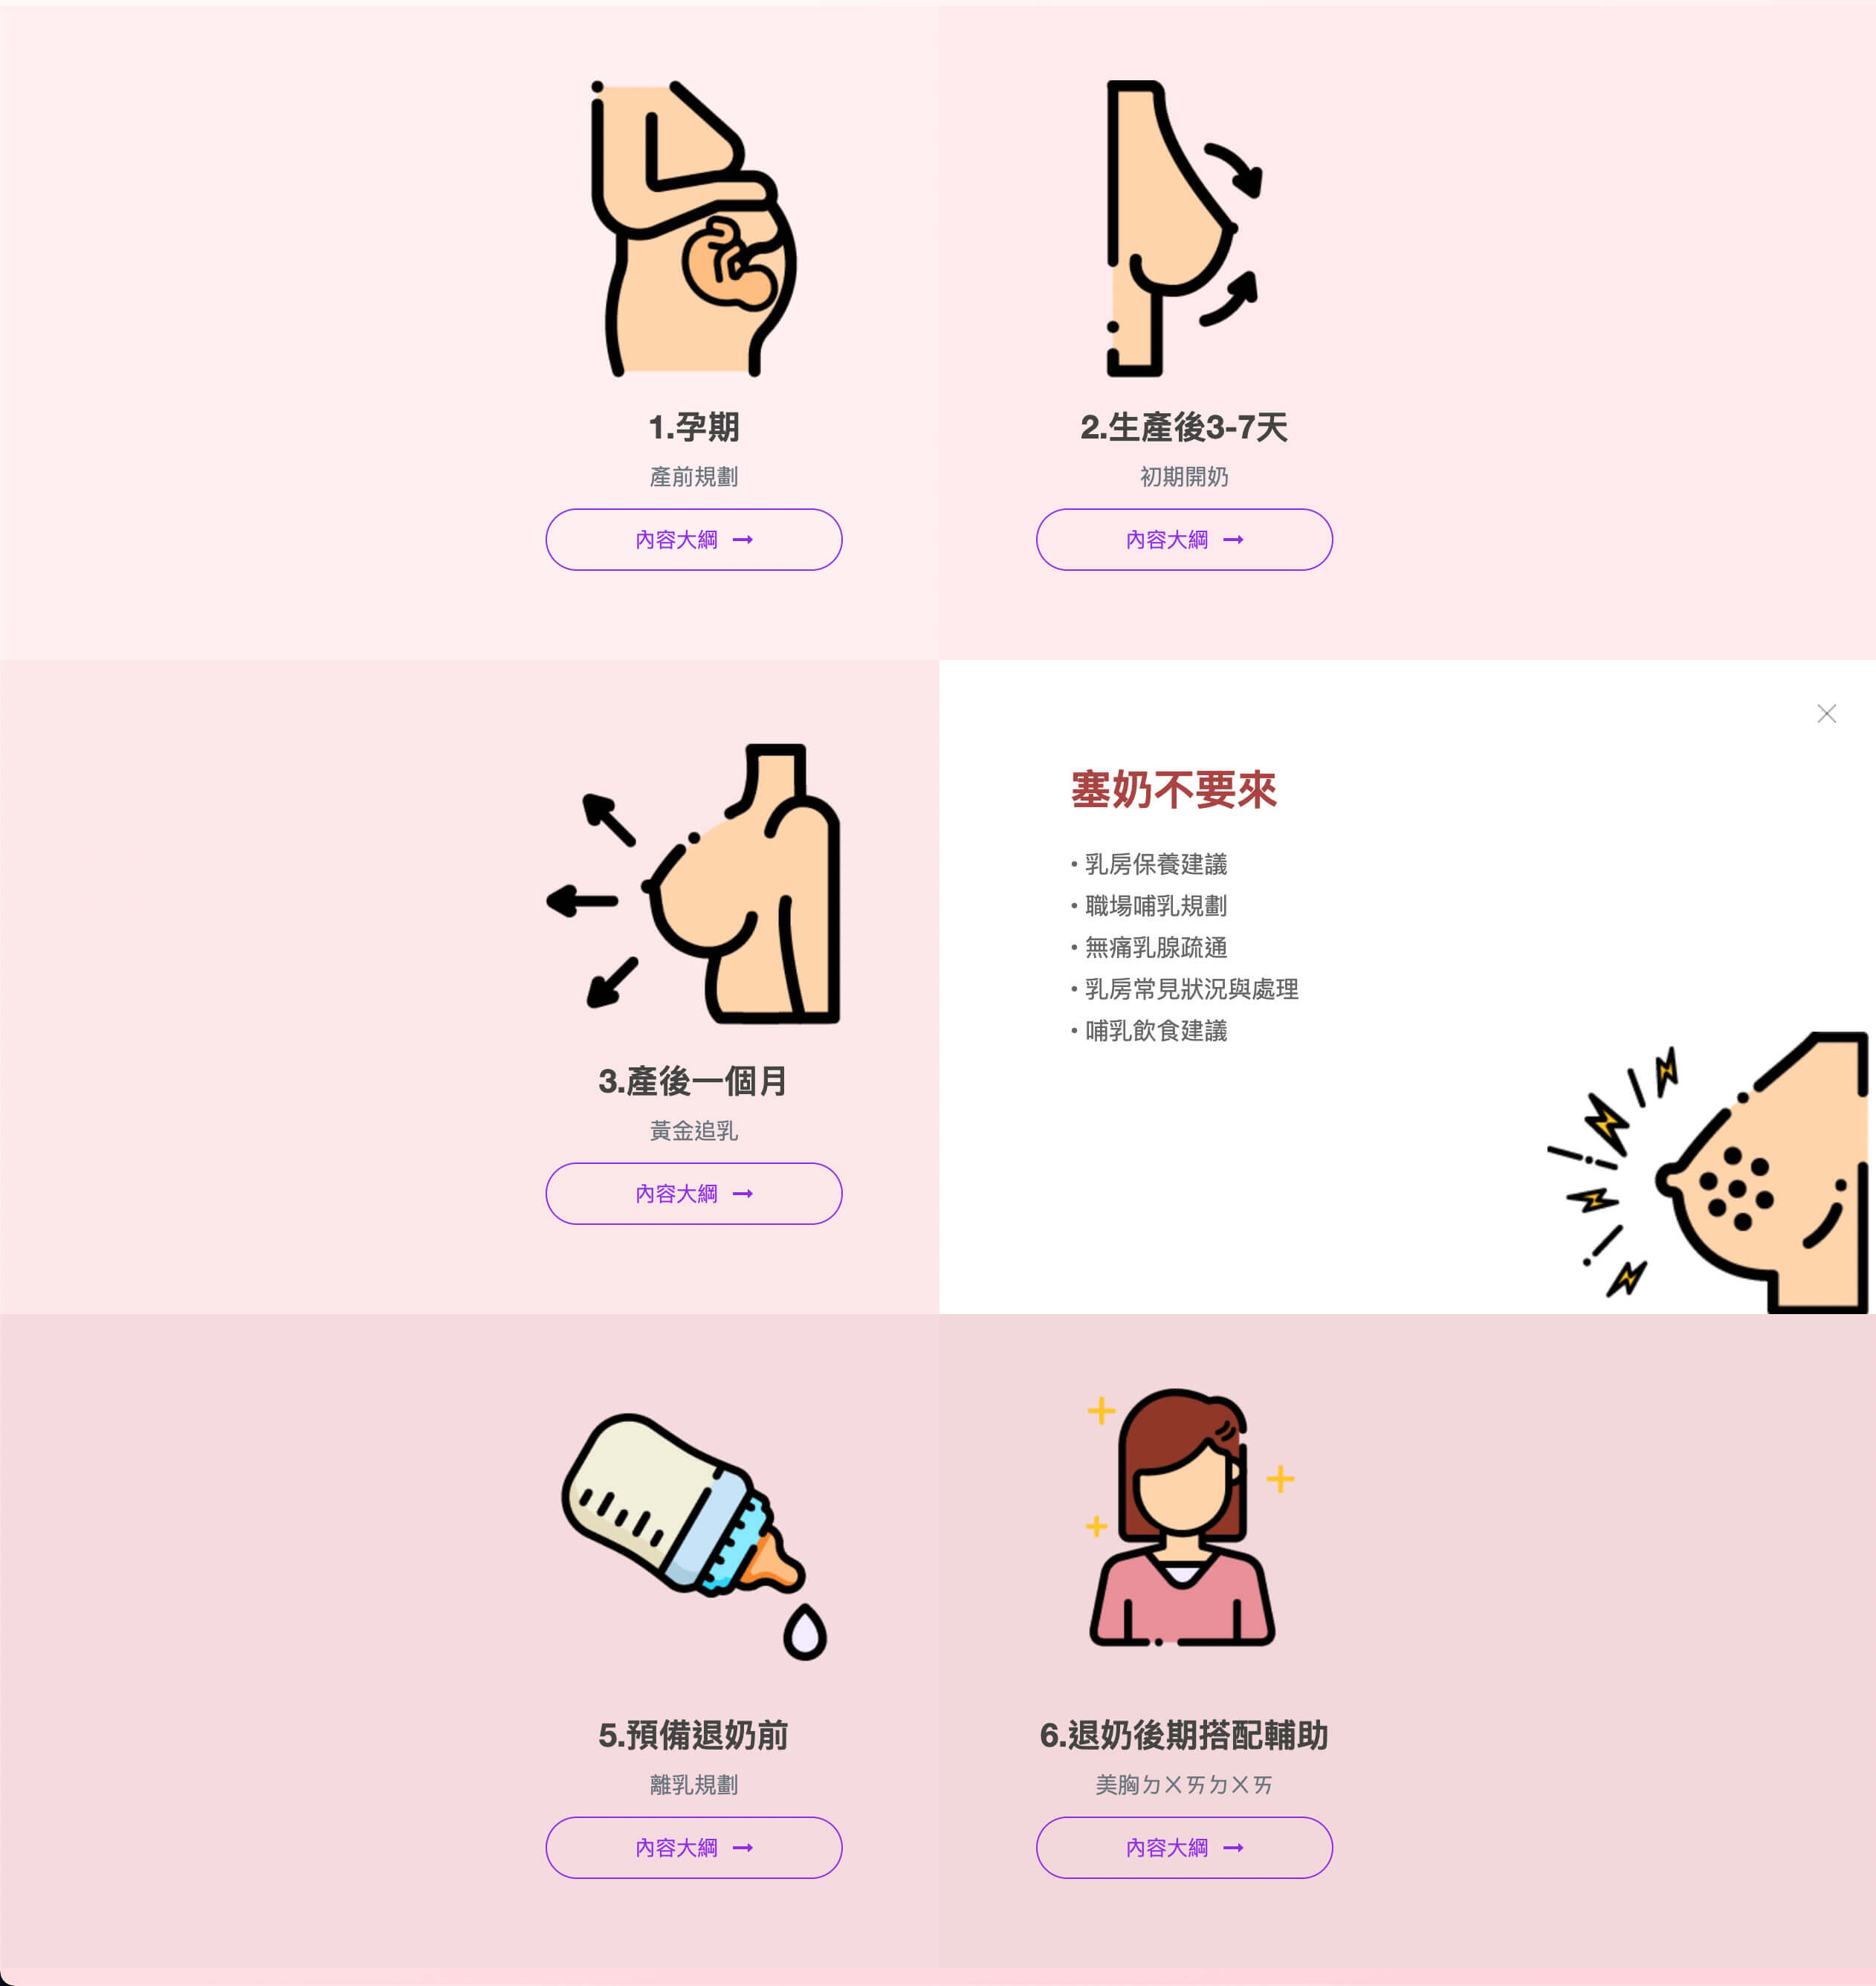 1.孕期
產前規劃
內容大綱 →
2.生產後3-7天
初期開奶
內容大綱 →
3.產後一個月
黃金追乳
內容大綱 →
塞奶不要來
• 乳房保養建議
• 職場哺乳規劃
• 無痛乳腺疏通
• 乳房常見狀況與處理
• 哺乳飲食建議
5.預備退奶前
離乳規劃
內容大綱 →
6.退奶後期搭配輔助
美胸ㄉㄨㄞㄉㄨㄞ
內容大綱 →